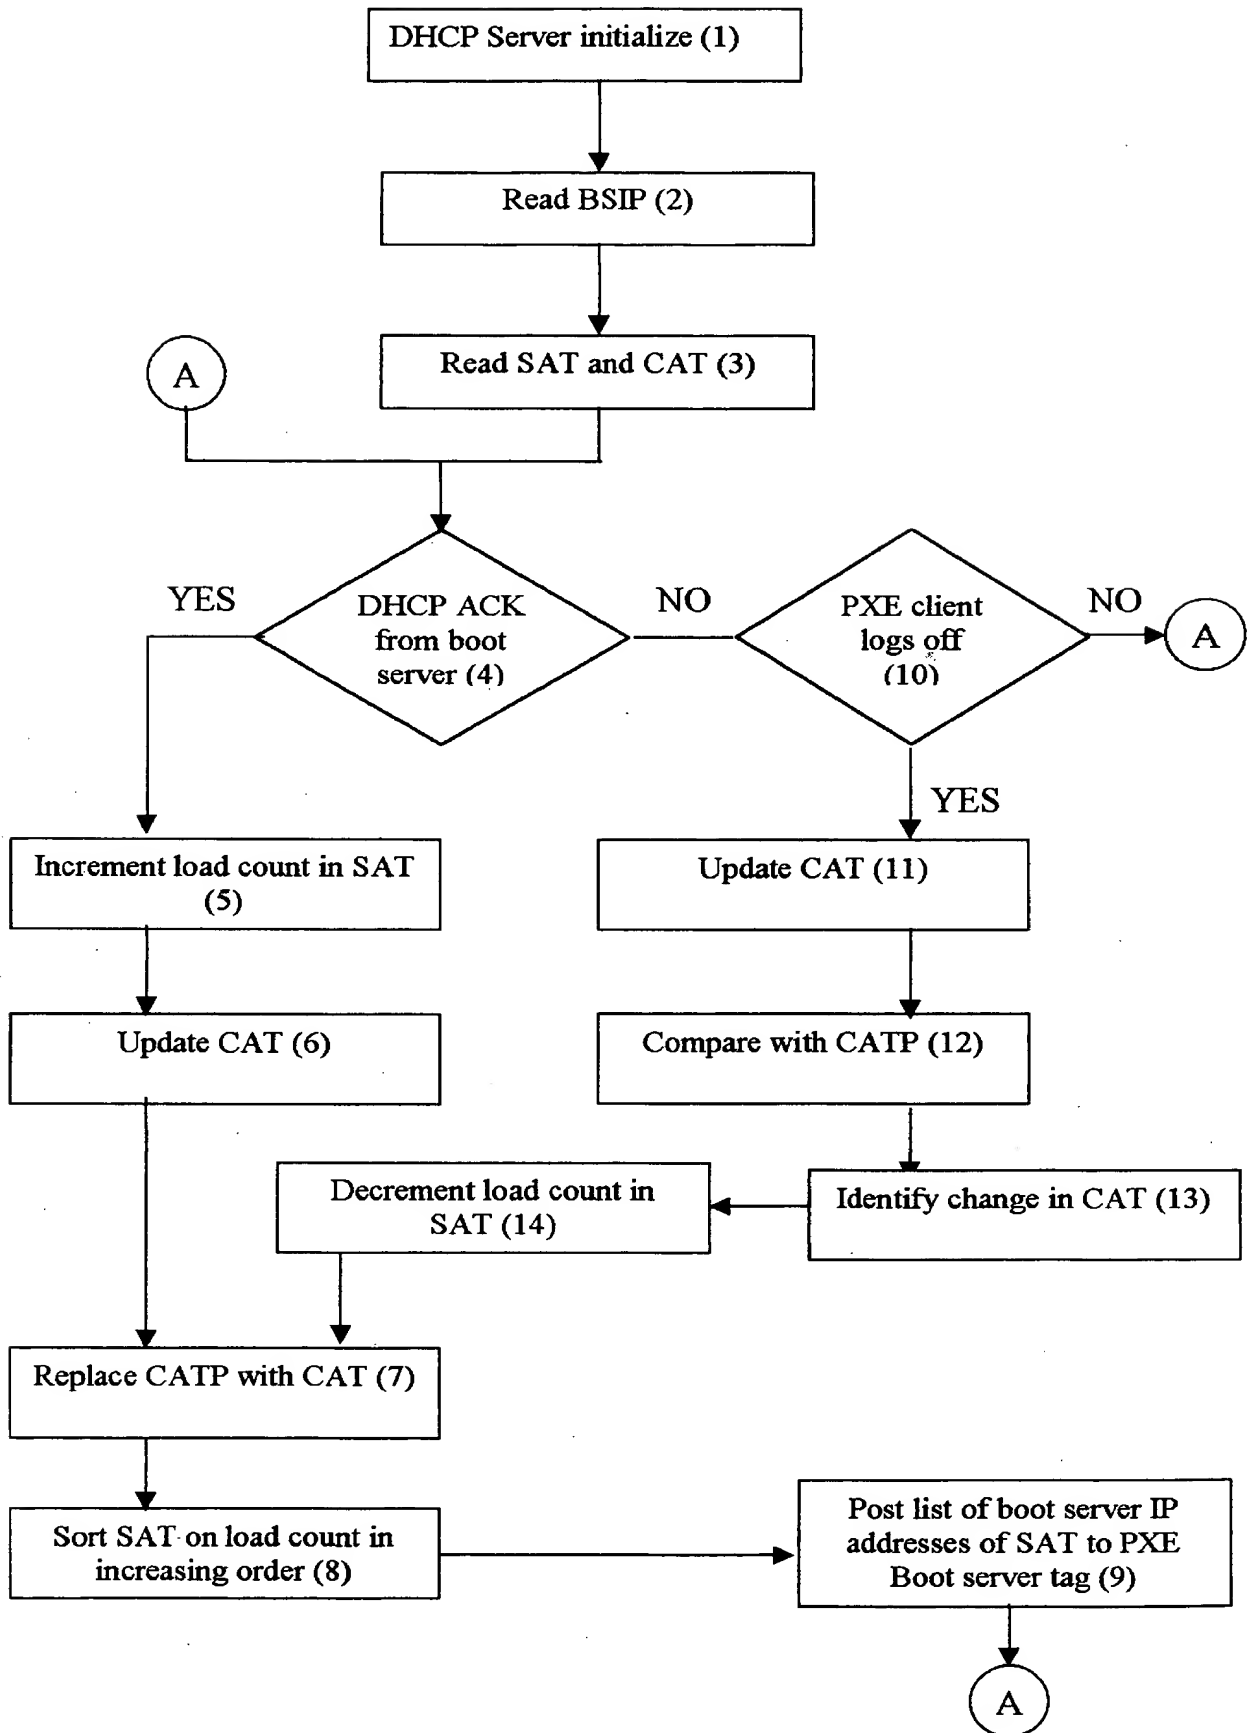 DHCP Server initialize (1)
Read BSIP (2)
Read SAT and CAT (3)
A
YES
DHCP ACK
from boot
server (4)
NO
PXE client
logs off
(10)
NO
A
YES
Increment load count in SAT
(5)
Update CAT (11)
Update CAT (6)
Compare with CATP (12)
Decrement load count in
SAT (14)
Identify change in CAT (13)
Replace CATP with CAT (7)
Sort SAT on load count in
increasing order (8)
Post list of boot server IP
addresses of SAT to PXE
Boot server tag (9)
A